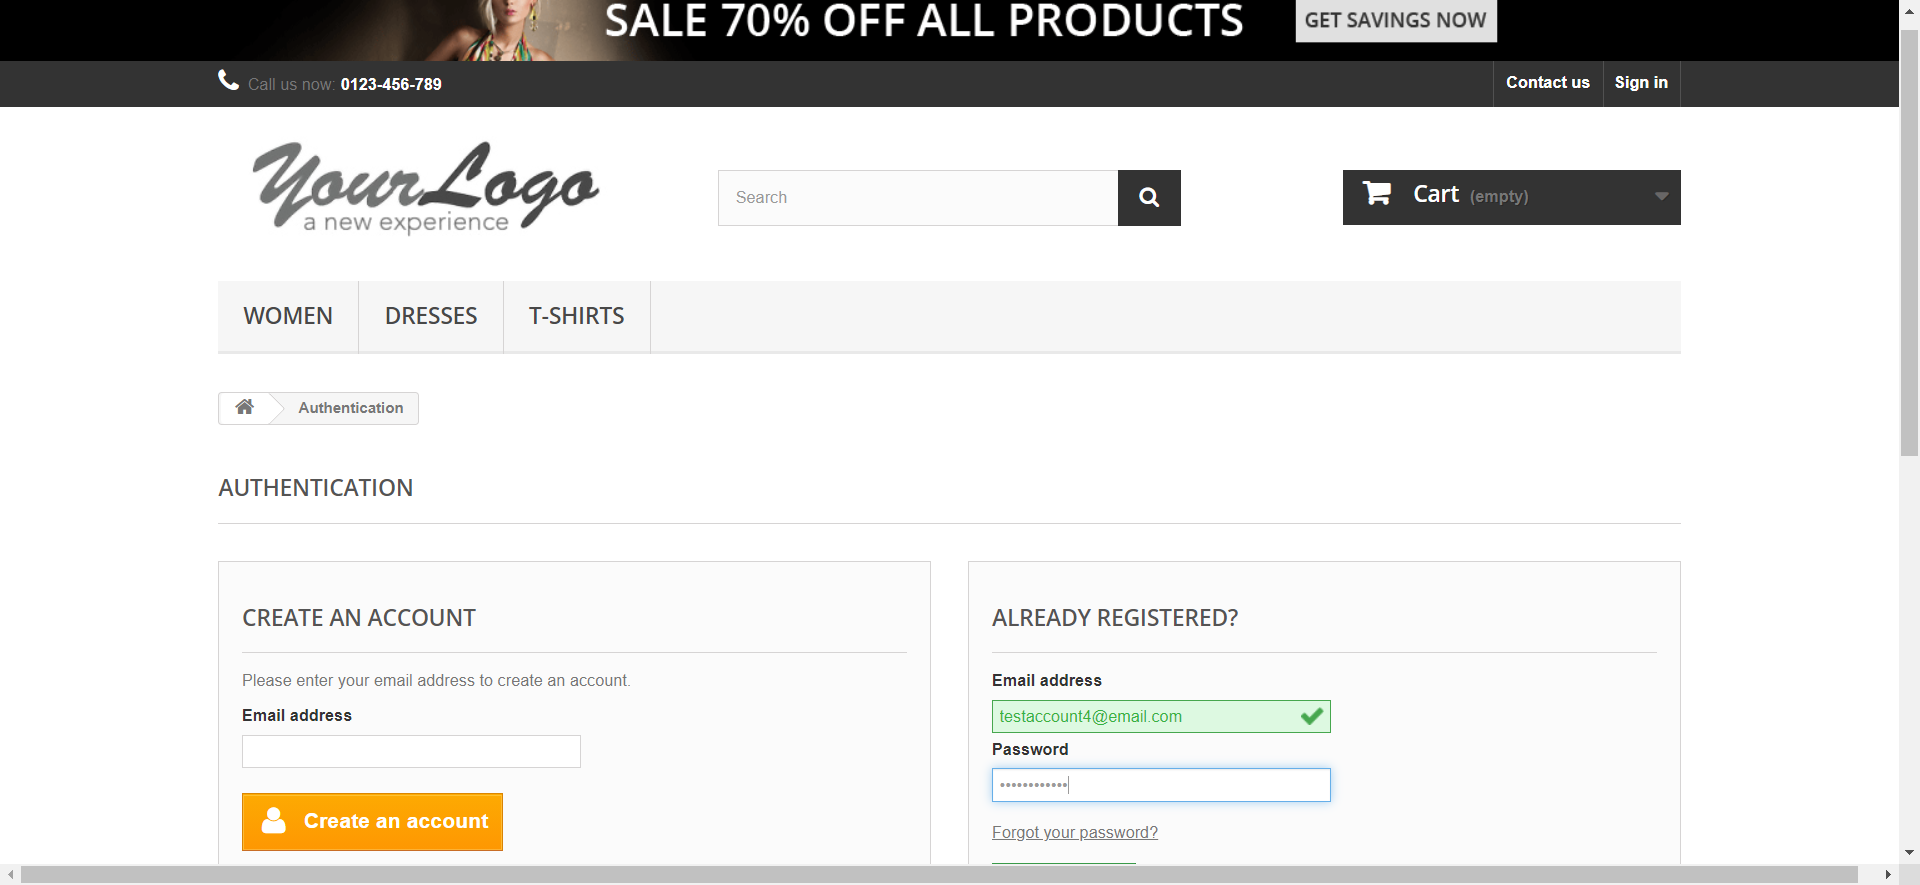 SALE 70% OFF ALL PRODUCTS
GET SAVINGS NOW
Call us now: 0123-456-789
Contact us
Sign in
YourLogo
a new experience
Search
Cart (empty)
WOMEN
DRESSES
T-SHIRTS
Authentication
AUTHENTICATION
CREATE AN ACCOUNT
Please enter your email address to create an account.
Email address
Create an account
ALREADY REGISTERED?
Email address
testaccount4@email.com
Password
••••••••••••
Forgot your password?